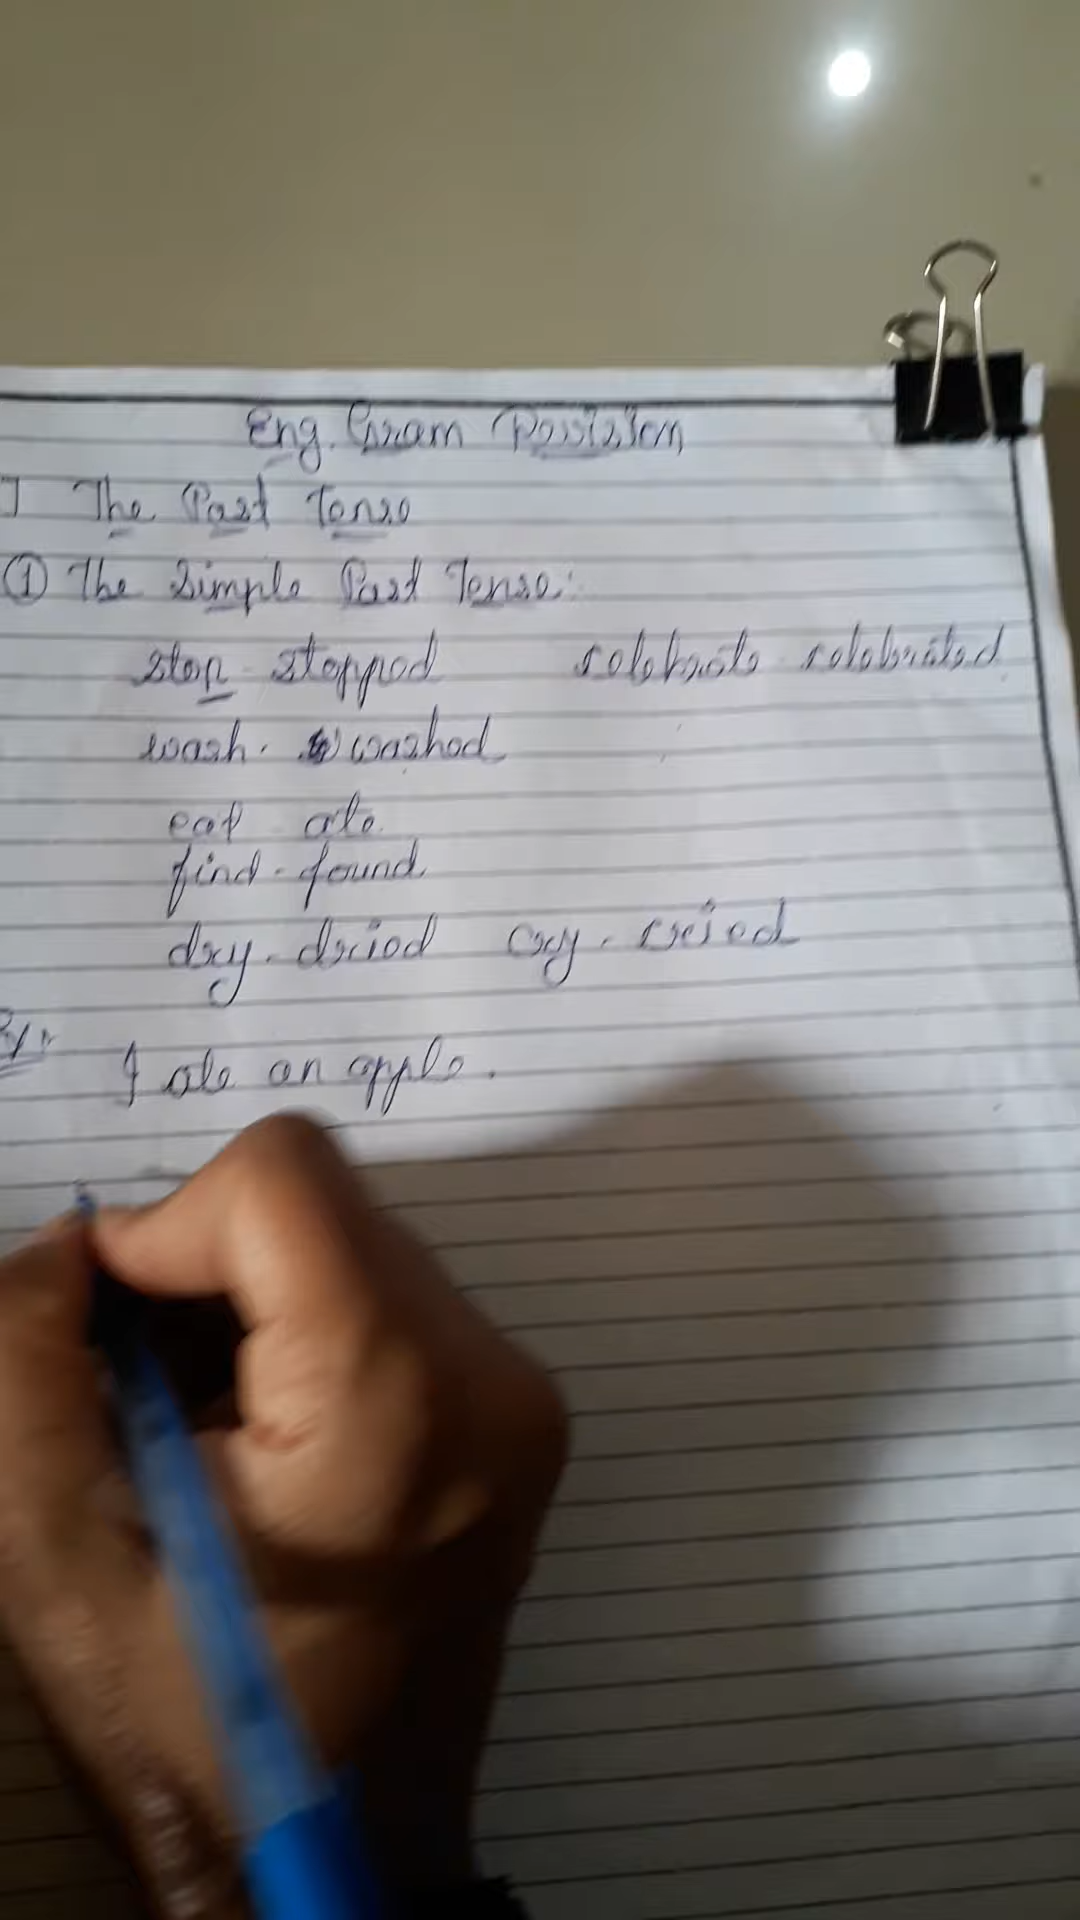 Eng. Gram Revision
I The Past Tense
① The Simple Past Tense:
stop - stopped celebrate - celebrated
wash - washed
eat - ate
find - found
dry - dried cry - cried
Ex:
I ate an apple.